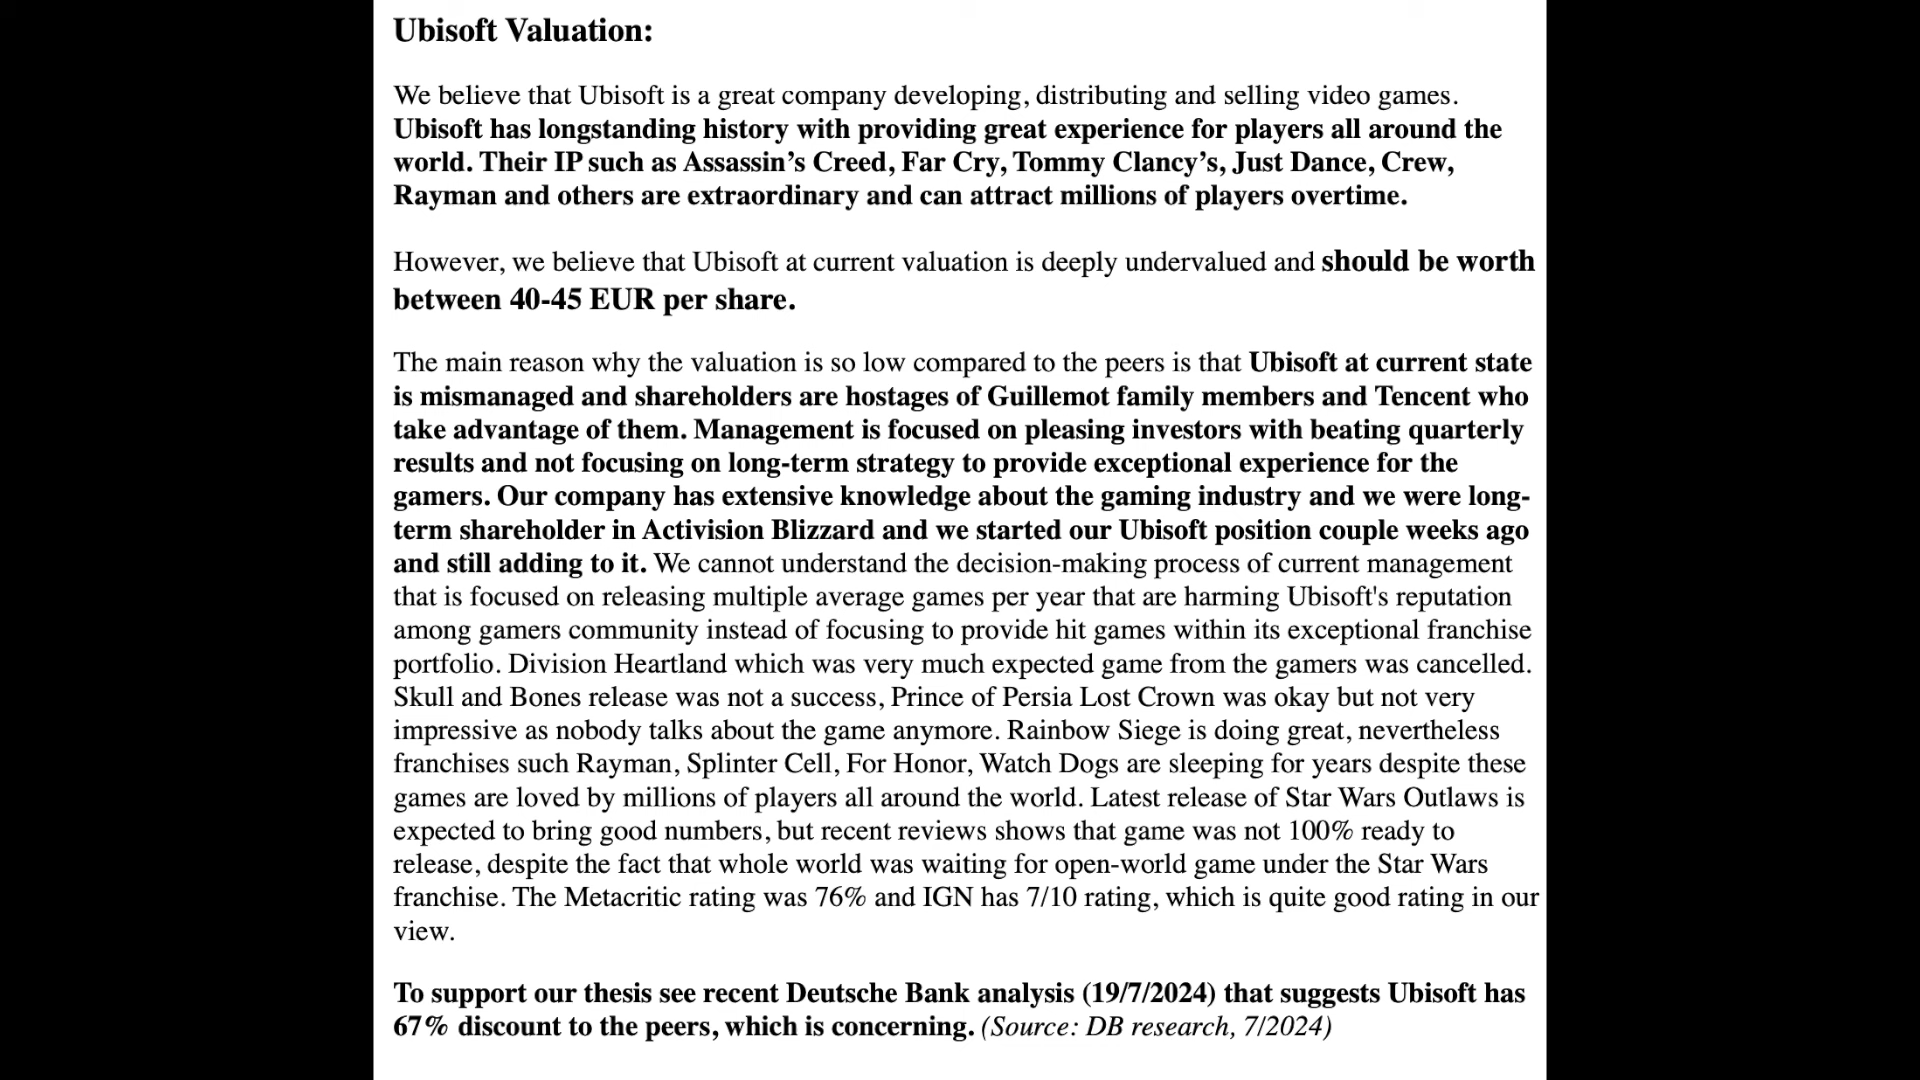 Ubisoft Valuation:
We believe that Ubisoft is a great company developing, distributing and selling video games.
Ubisoft has longstanding history with providing great experience for players all around the
world. Their IP such as Assassin’s Creed, Far Cry, Tommy Clancy’s, Just Dance, Crew,
Rayman and others are extraordinary and can attract millions of players overtime.
However, we believe that Ubisoft at current valuation is deeply undervalued and should be worth
between 40-45 EUR per share.
The main reason why the valuation is so low compared to the peers is that Ubisoft at current state
is mismanaged and shareholders are hostages of Guillemot family members and Tencent who
take advantage of them. Management is focused on pleasing investors with beating quarterly
results and not focusing on long-term strategy to provide exceptional experience for the
gamers. Our company has extensive knowledge about the gaming industry and we were long-
term shareholder in Activision Blizzard and we started our Ubisoft position couple weeks ago
and still adding to it. We cannot understand the decision-making process of current management
that is focused on releasing multiple average games per year that are harming Ubisoft's reputation
among gamers community instead of focusing to provide hit games within its exceptional franchise
portfolio. Division Heartland which was very much expected game from the gamers was cancelled.
Skull and Bones release was not a success, Prince of Persia Lost Crown was okay but not very
impressive as nobody talks about the game anymore. Rainbow Siege is doing great, nevertheless
franchises such Rayman, Splinter Cell, For Honor, Watch Dogs are sleeping for years despite these
games are loved by millions of players all around the world. Latest release of Star Wars Outlaws is
expected to bring good numbers, but recent reviews shows that game was not 100% ready to
release, despite the fact that whole world was waiting for open-world game under the Star Wars
franchise. The Metacritic rating was 76% and IGN has 7/10 rating, which is quite good rating in our
view.
To support our thesis see recent Deutsche Bank analysis (19/7/2024) that suggests Ubisoft has
67% discount to the peers, which is concerning. (Source: DB research, 7/2024)